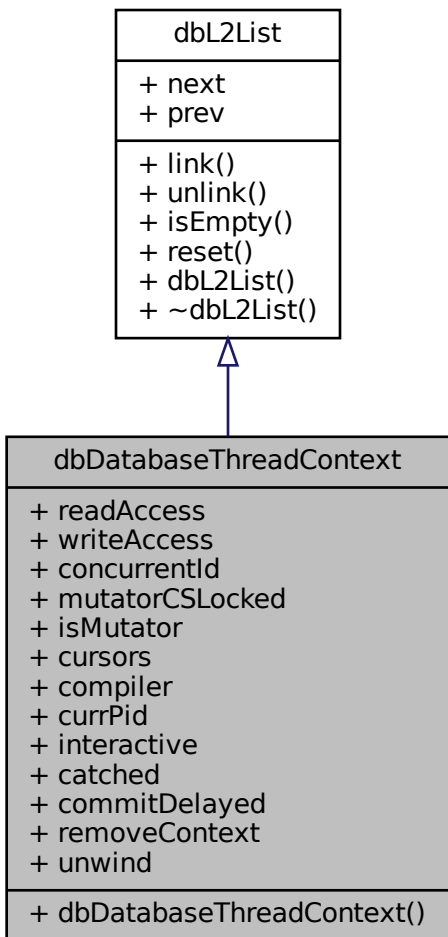 dbL2List
+ next
+ prev
+ link()
+ unlink()
+ isEmpty()
+ reset()
+ dbL2List()
+ ~dbL2List()
dbDatabaseThreadContext
+ readAccess
+ writeAccess
+ concurrentId
+ mutatorCSLocked
+ isMutator
+ cursors
+ compiler
+ currPid
+ interactive
+ catched
+ commitDelayed
+ removeContext
+ unwind
+ dbDatabaseThreadContext()